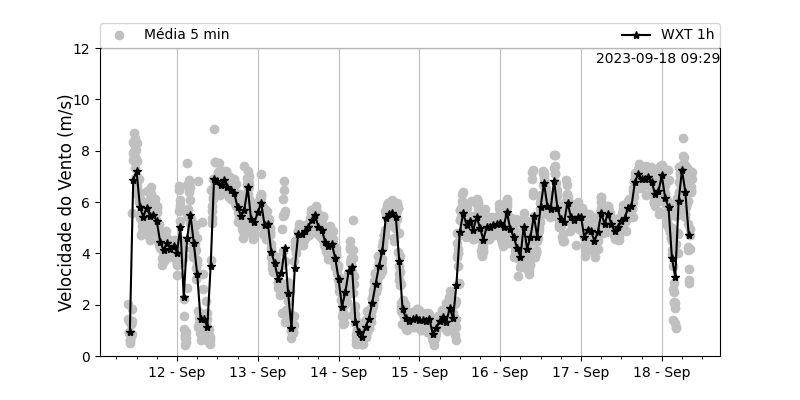 Média 5 min
WXT 1h
2023-09-18 09:29
Velocidade do Vento (m/s)
12
10
8
6
4
2
0
12 - Sep
13 - Sep
14 - Sep
15 - Sep
16 - Sep
17 - Sep
18 - Sep